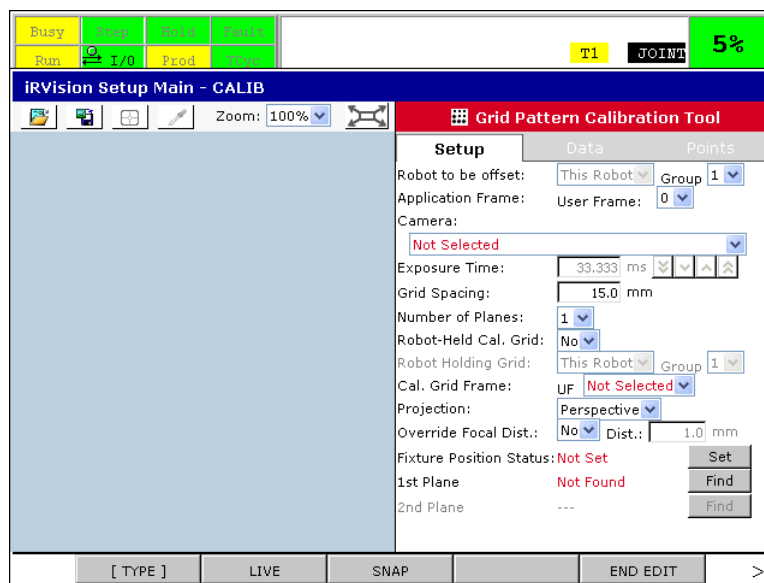 Busy Step Hold Fault
Run I/O Prod TCyc
T1 JOINT 5%
iRVision Setup Main - CALIB
Zoom: 100%
Grid Pattern Calibration Tool
Setup Data Points
Robot to be offset: This Robot Group 1
Application Frame: User Frame: 0
Camera:
Not Selected
Exposure Time: 33.333 ms
Grid Spacing: 15.0 mm
Number of Planes: 1
Robot-Held Cal. Grid: No
Robot Holding Grid: This Robot Group 1
Cal. Grid Frame: UF Not Selected
Projection: Perspective
Override Focal Dist.: No Dist.: 1.0 mm
Fixture Position Status: Not Set Set
1st Plane Not Found Find
2nd Plane --- Find
[ TYPE ] LIVE SNAP END EDIT >